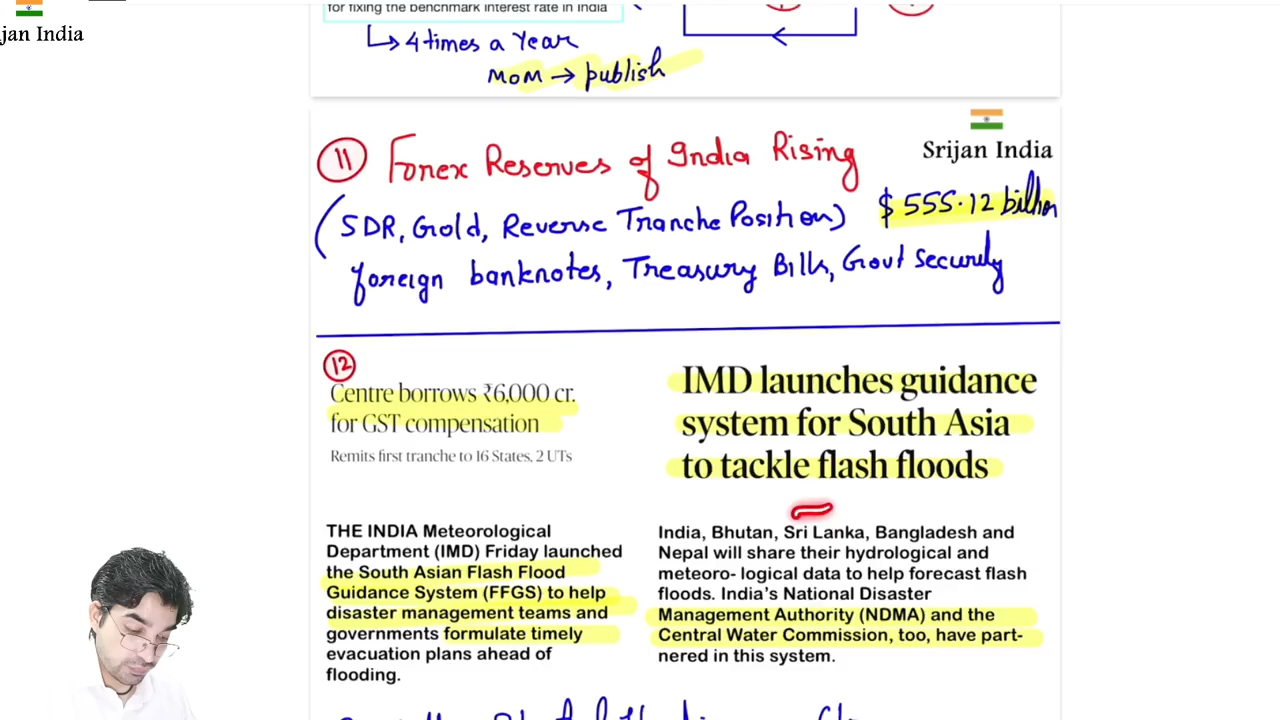 jan India
for fixing the benchmark interest rate in India
↳ 4 times a Year
MoM → publish
Srijan India
11 Forex Reserves of India Rising
(SDR, Gold, Reverse Tranche Position) $ 555.12 billion
foreign banknotes, Treasury Bills, Govt Security
12
Centre borrows ₹6,000 cr.
for GST compensation
Remits first tranche to 16 States, 2 UTs
IMD launches guidance
system for South Asia
to tackle flash floods
THE INDIA Meteorological
Department (IMD) Friday launched
the South Asian Flash Flood
Guidance System (FFGS) to help
disaster management teams and
governments formulate timely
evacuation plans ahead of
flooding.
India, Bhutan, Sri Lanka, Bangladesh and
Nepal will share their hydrological and
meteoro- logical data to help forecast flash
floods. India's National Disaster
Management Authority (NDMA) and the
Central Water Commission, too, have part-
nered in this system.